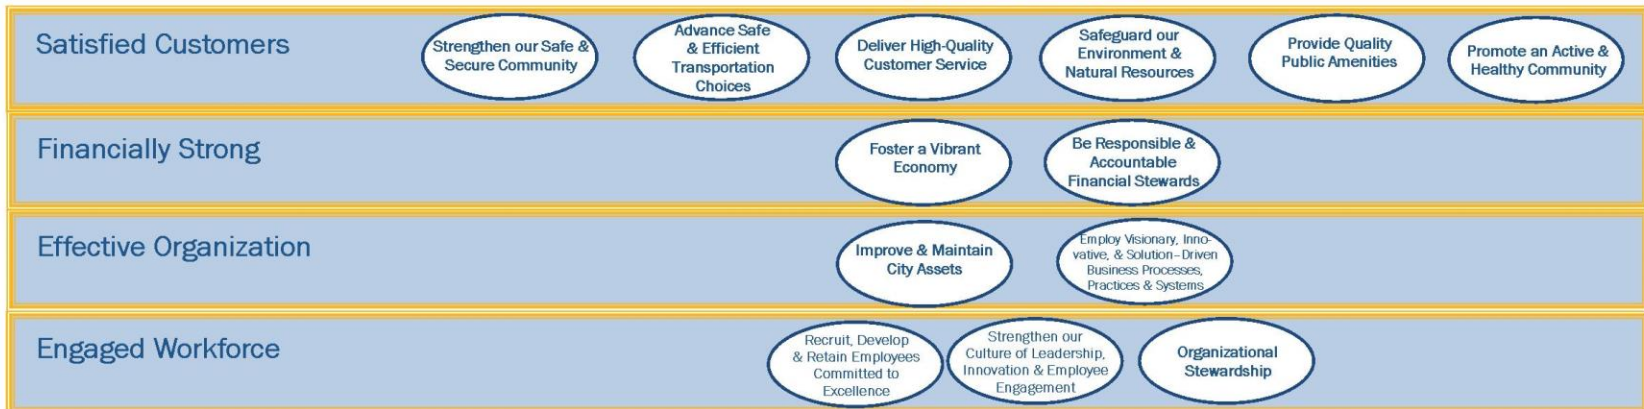 Satisfied Customers
Strengthen our Safe &
Secure Community
Advance Safe
& Efficient
Transportation
Choices
Deliver High-Quality
Customer Service
Safeguard our
Environment &
Natural Resources
Provide Quality
Public Amenities
Promote an Active &
Healthy Community
Financially Strong
Foster a Vibrant
Economy
Be Responsible &
Accountable
Financial Stewards
Effective Organization
Improve & Maintain
City Assets
Employ Visionary, Inno-
vative, & Solution–Driven
Business Processes,
Practices & Systems
Engaged Workforce
Recruit, Develop
& Retain Employees
Committed to
Excellence
Strengthen our
Culture of Leadership,
Innovation & Employee
Engagement
Organizational
Stewardship